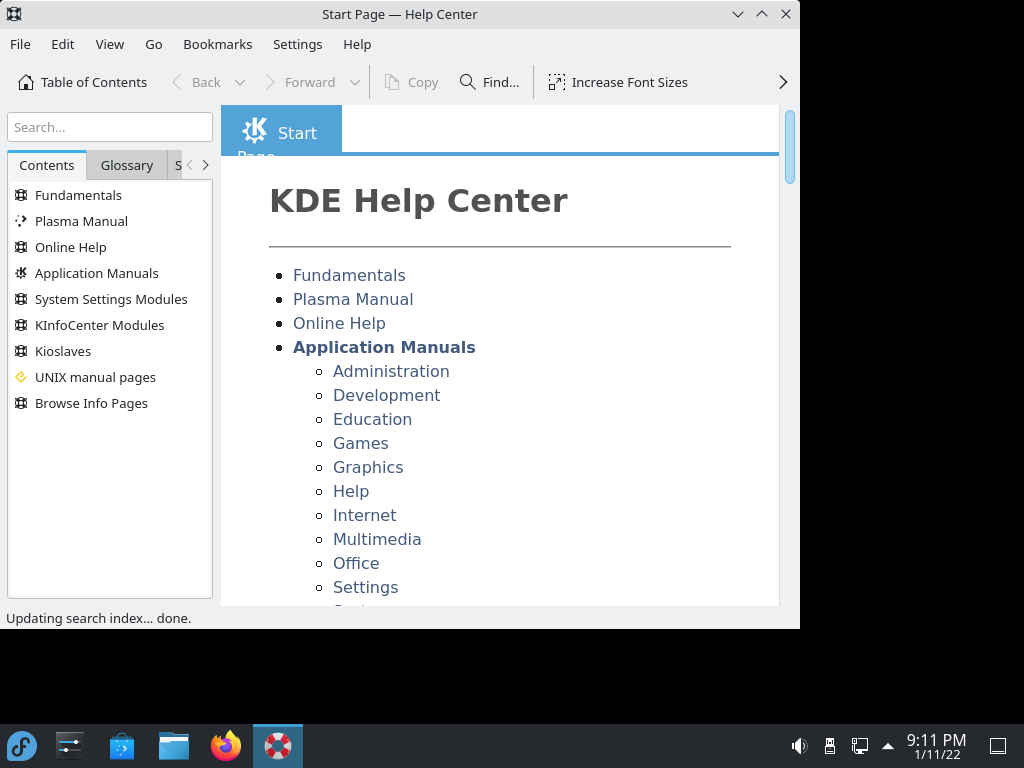 Start Page — Help Center
File Edit View Go Bookmarks Settings Help
Table of Contents Back Forward Copy Find... Increase Font Sizes
Search...
Contents Glossary S
Fundamentals
Plasma Manual
Online Help
Application Manuals
System Settings Modules
KInfoCenter Modules
Kioslaves
UNIX manual pages
Browse Info Pages
Start
Page
KDE Help Center
Fundamentals
Plasma Manual
Online Help
Application Manuals
Administration
Development
Education
Games
Graphics
Help
Internet
Multimedia
Office
Settings
Updating search index... done.
9:11 PM
1/11/22